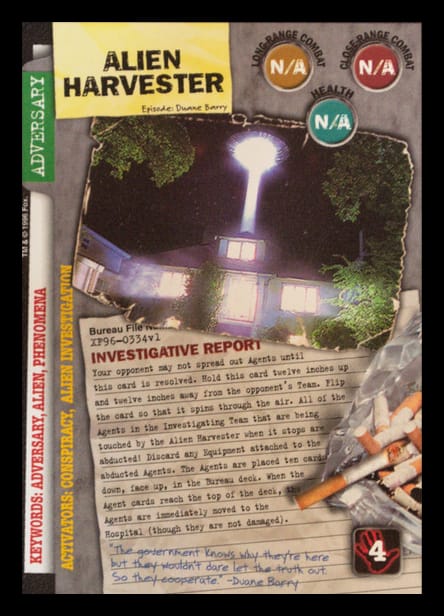 ALIEN
HARVESTER
Episode: Duane Barry
LONG-RANGE COMBAT
N/A
CLOSE-RANGE COMBAT
N/A
HEALTH
N/A
ADVERSARY
TM & © 1996 Fox.
KEYWORDS: ADVERSARY, ALIEN, PHENOMENA
ACTIVATORS: CONSPIRACY, ALIEN INVESTIGATION
Bureau File
XP96-0334v1
INVESTIGATIVE REPORT
Your opponent may not spread out Agents until
this card is resolved. Hold this card twelve inches up
and twelve inches away from the opponent's Team. Flip
the card so that it spins through the air. All of the
Agents in the Investigating Team that are being
touched by the Alien Harvester when it stops are
abducted! Discard any Equipment attached to the
abducted Agents. The Agents are placed ten cards
down, face up, in the Bureau deck. When the
Agent cards reach the top of the deck, the
Agents are immediately moved to the
Hospital (though they are not damaged).
4
"The government knows why they're here
but they wouldn't dare let the truth out.
So they cooperate." -Duane Barry